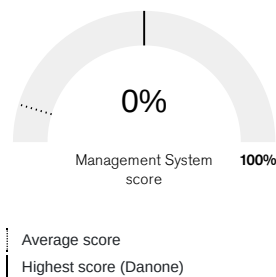 0%
Management System
score
100%
Average score
Highest score (Danone)